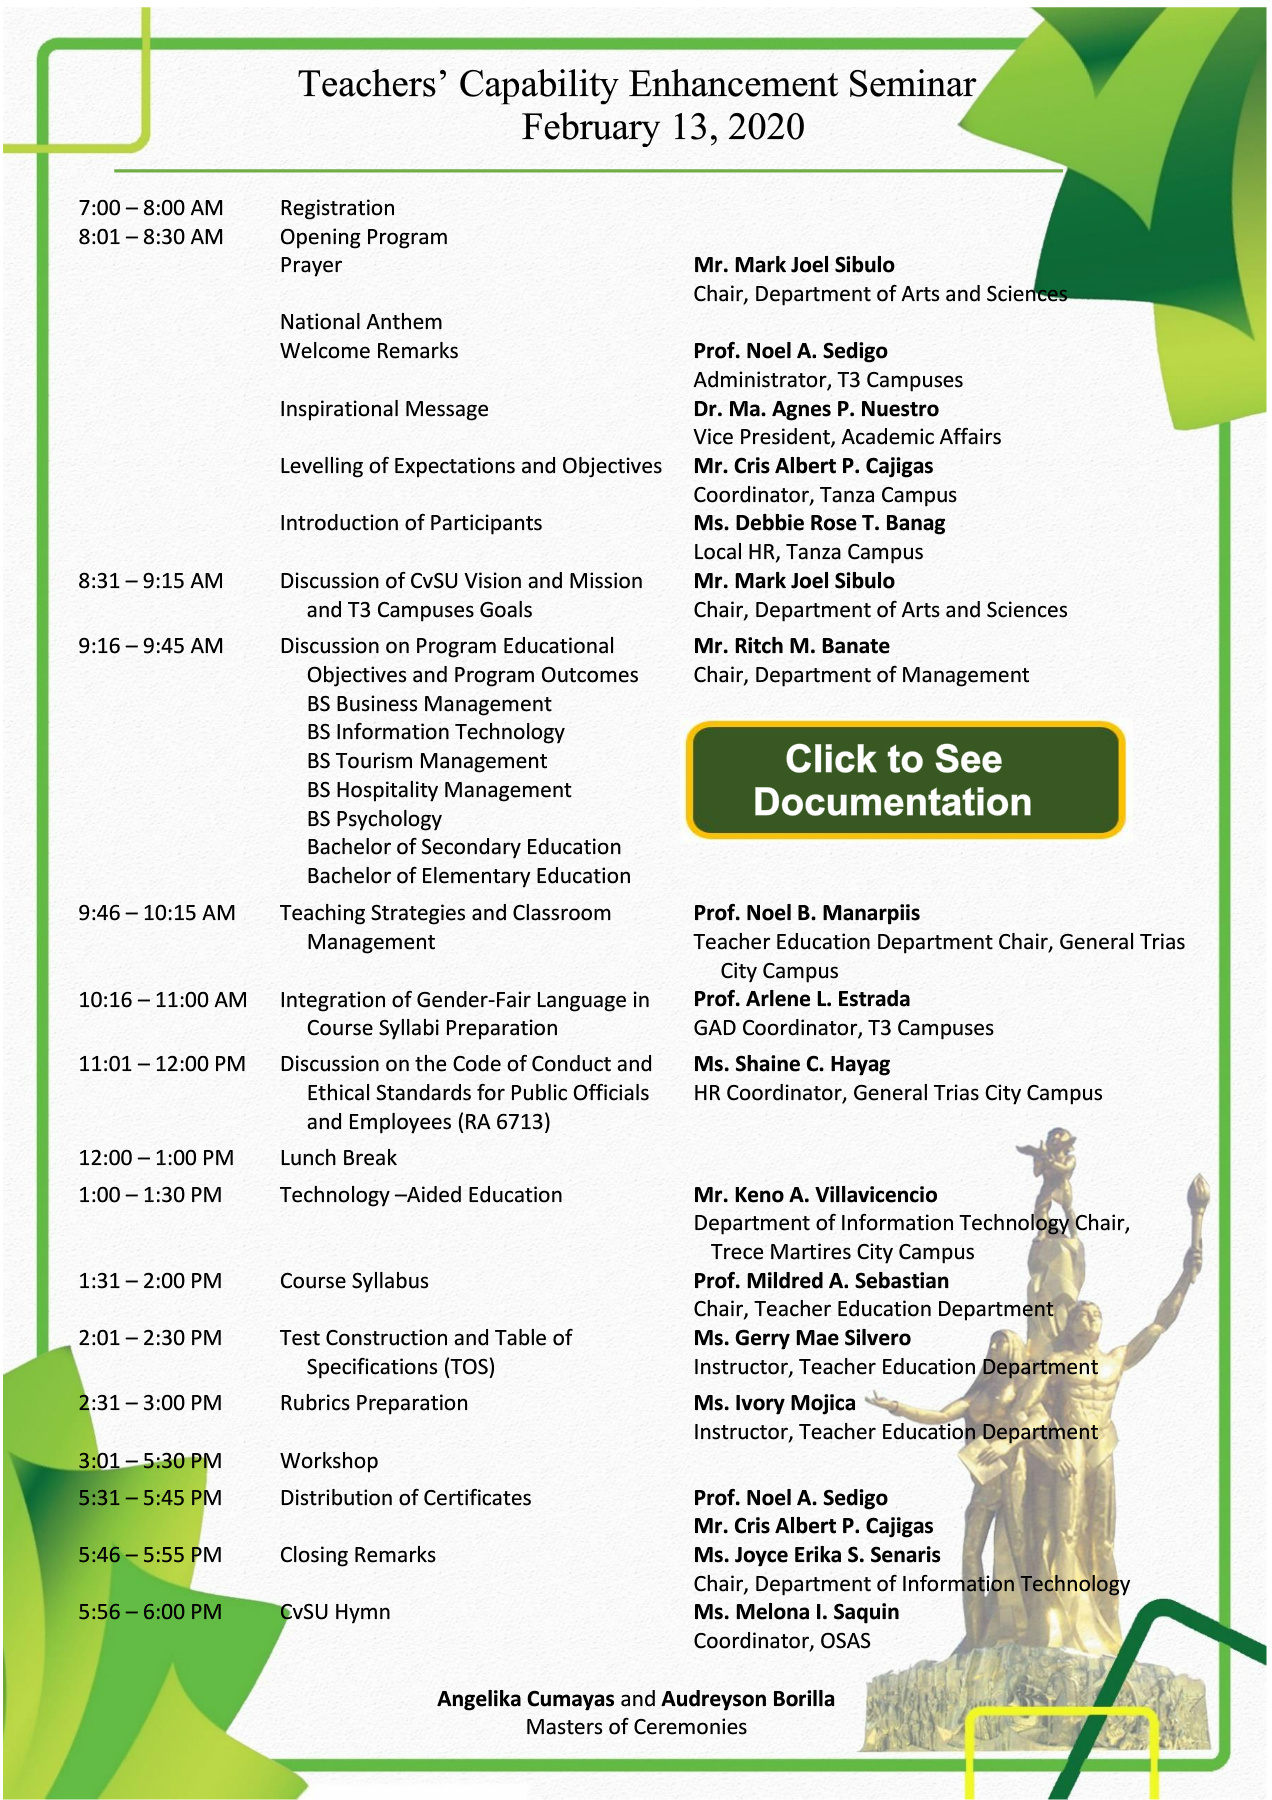 Teachers’ Capability Enhancement Seminar
February 13, 2020
7:00 – 8:00 AM Registration
8:01 – 8:30 AM Opening Program
Prayer Mr. Mark Joel Sibulo
Chair, Department of Arts and Sciences
National Anthem
Welcome Remarks Prof. Noel A. Sedigo
Administrator, T3 Campuses
Inspirational Message Dr. Ma. Agnes P. Nuestro
Vice President, Academic Affairs
Levelling of Expectations and Objectives Mr. Cris Albert P. Cajigas
Coordinator, Tanza Campus
Introduction of Participants Ms. Debbie Rose T. Banag
Local HR, Tanza Campus
8:31 – 9:15 AM Discussion of CvSU Vision and Mission Mr. Mark Joel Sibulo
and T3 Campuses Goals Chair, Department of Arts and Sciences
9:16 – 9:45 AM Discussion on Program Educational Mr. Ritch M. Banate
Objectives and Program Outcomes Chair, Department of Management
BS Business Management
BS Information Technology
BS Tourism Management
BS Hospitality Management
BS Psychology
Bachelor of Secondary Education
Bachelor of Elementary Education
Click to See
Documentation
9:46 – 10:15 AM Teaching Strategies and Classroom Prof. Noel B. Manarpiis
Management Teacher Education Department Chair, General Trias
City Campus
10:16 – 11:00 AM Integration of Gender-Fair Language in Prof. Arlene L. Estrada
Course Syllabi Preparation GAD Coordinator, T3 Campuses
11:01 – 12:00 PM Discussion on the Code of Conduct and Ms. Shaine C. Hayag
Ethical Standards for Public Officials HR Coordinator, General Trias City Campus
and Employees (RA 6713)
12:00 – 1:00 PM Lunch Break
1:00 – 1:30 PM Technology –Aided Education Mr. Keno A. Villavicencio
Department of Information Technology Chair,
Trece Martires City Campus
1:31 – 2:00 PM Course Syllabus Prof. Mildred A. Sebastian
Chair, Teacher Education Department
2:01 – 2:30 PM Test Construction and Table of Ms. Gerry Mae Silvero
Specifications (TOS) Instructor, Teacher Education Department
2:31 – 3:00 PM Rubrics Preparation Ms. Ivory Mojica
Instructor, Teacher Education Department
3:01 – 5:30 PM Workshop
5:31 – 5:45 PM Distribution of Certificates Prof. Noel A. Sedigo
Mr. Cris Albert P. Cajigas
5:46 – 5:55 PM Closing Remarks Ms. Joyce Erika S. Senaris
Chair, Department of Information Technology
5:56 – 6:00 PM CvSU Hymn Ms. Melona I. Saquin
Coordinator, OSAS
Angelika Cumayas and Audreyson Borilla
Masters of Ceremonies